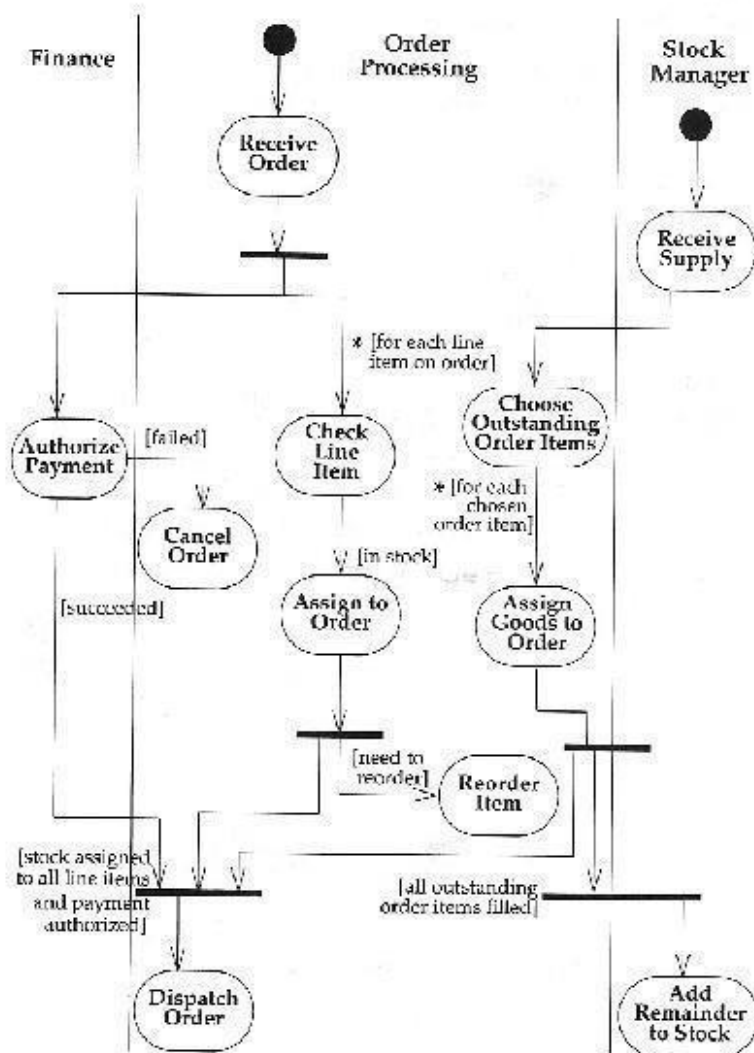 Finance
Order
Processing
Stock
Manager
Receive
Order
Receive
Supply
* [for each line
item on order]
Authorize
Payment
[failed]
Check
Line
Item
Choose
Outstanding
Order Items
Cancel
Order
* [for each
chosen
order item]
[in stock]
[succeeded]
Assign to
Order
Assign
Goods to
Order
[need to
reorder]
Reorder
Item
[stock assigned
to all line items
and payment
authorized]
[all outstanding
order items filled]
Dispatch
Order
Add
Remainder
to Stock